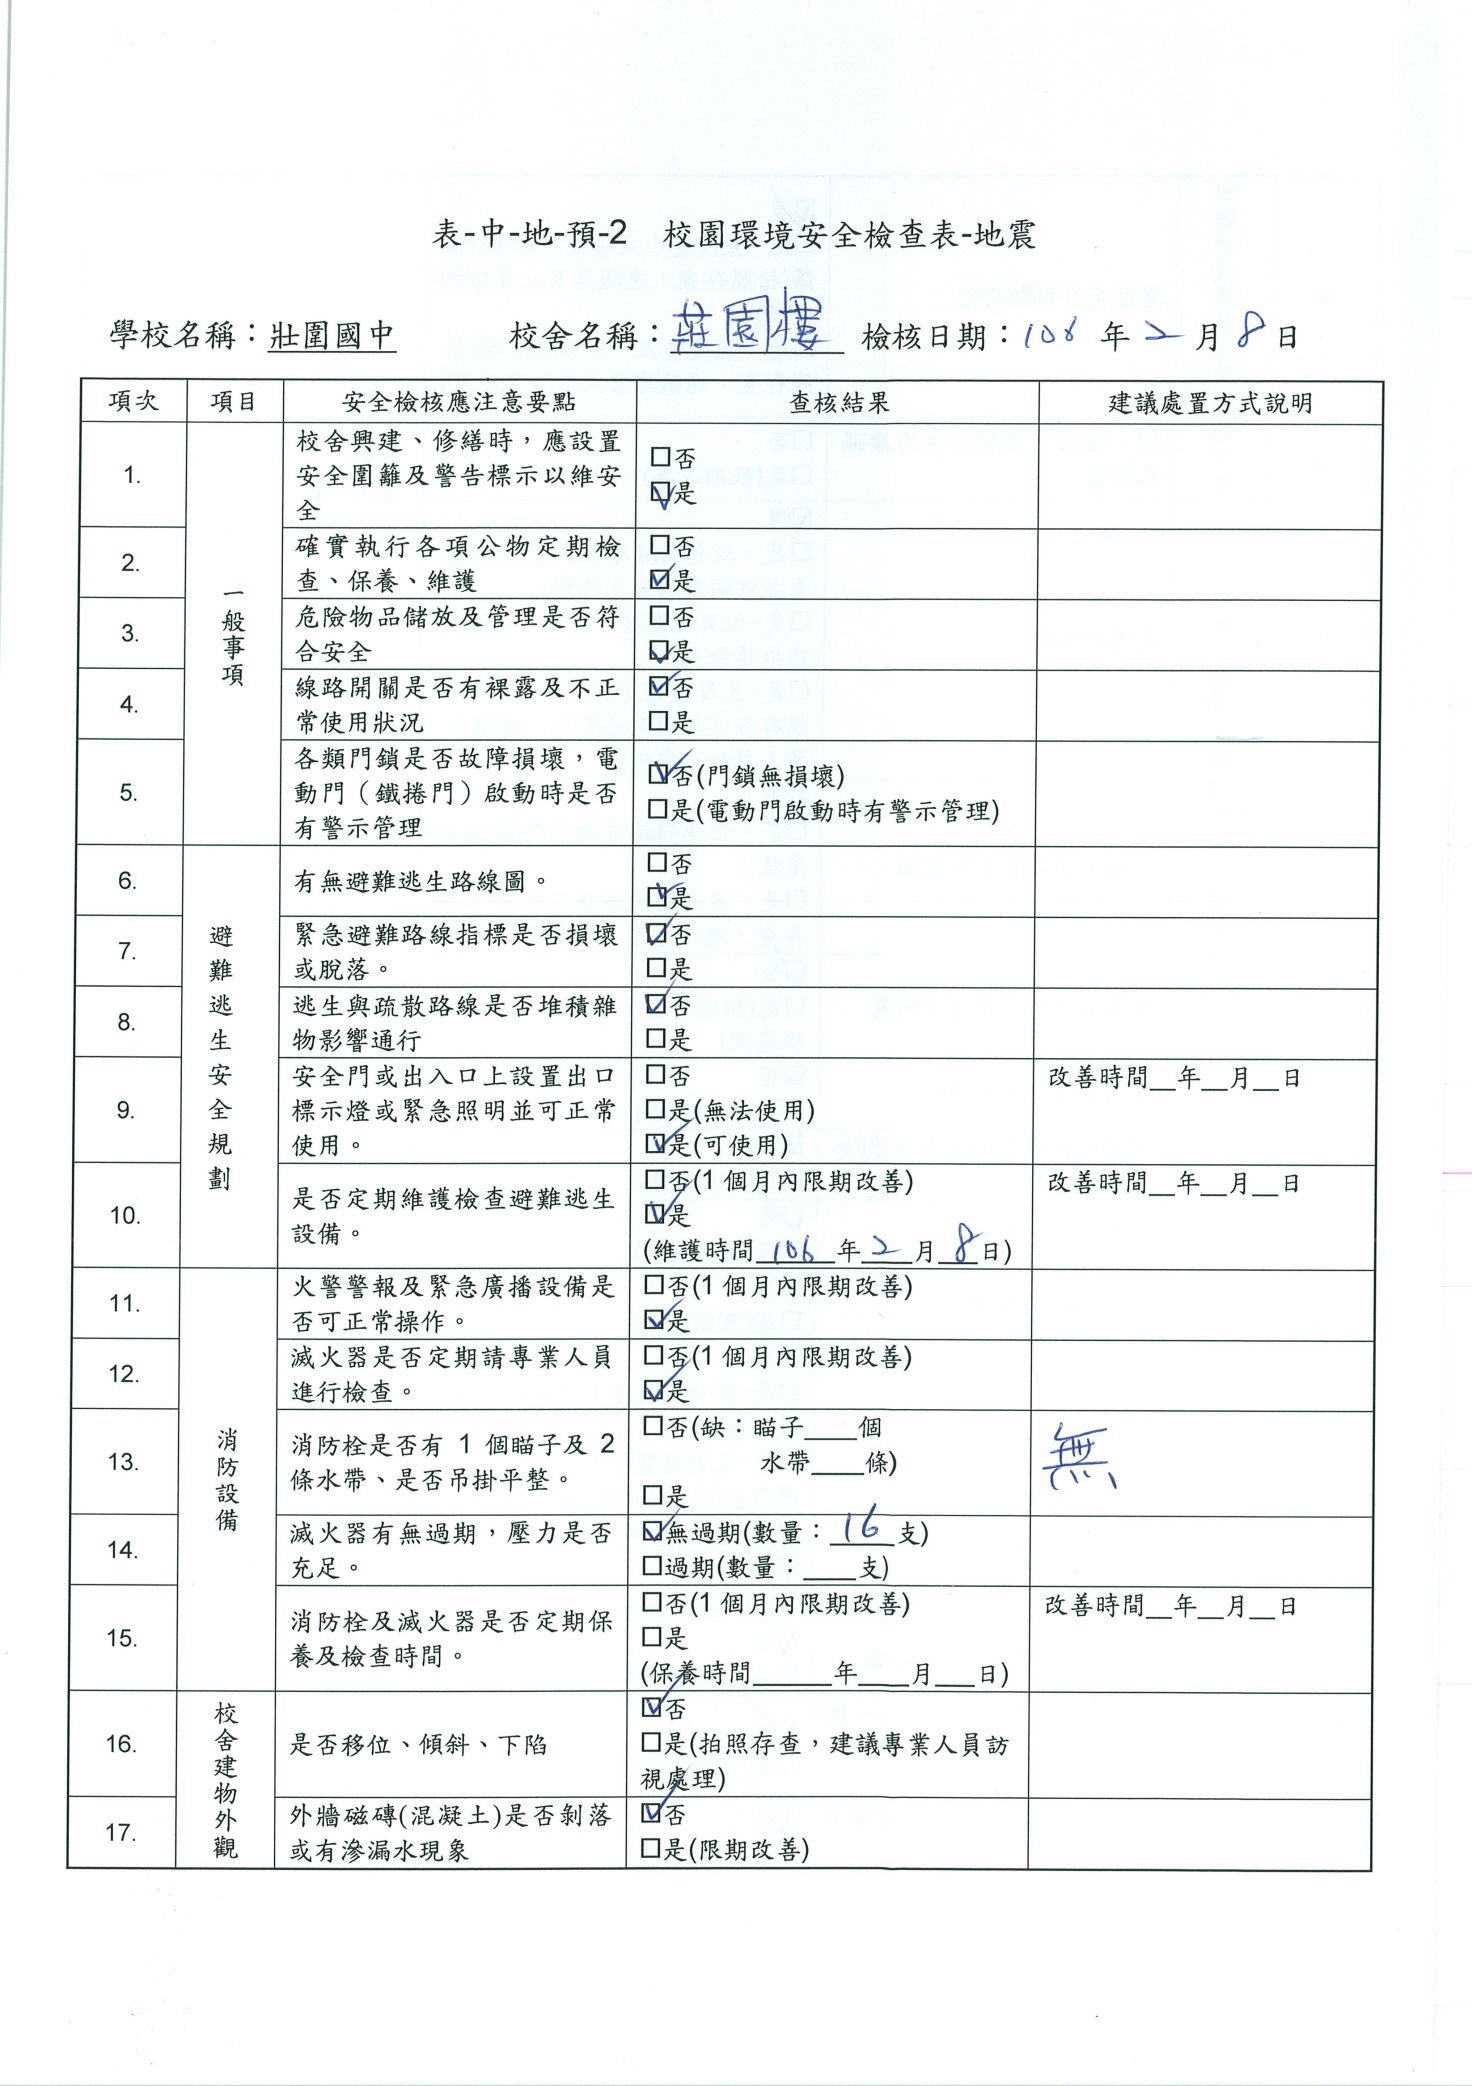 表-中-地-預-2 校園環境安全檢查表-地震
學校名稱：壯圍國中 校舍名稱：莊園樓 檢核日期：106 年 2 月 8 日
項次 項目 安全檢核應注意要點 查核結果 建議處置方式說明
一般事項
1. 校舍興建、修繕時，應設置
安全圍籬及警告標示以維安
全
□否
☑是
2. 確實執行各項公物定期檢
查、保養、維護
□否
☑是
3. 危險物品儲放及管理是否符
合安全
□否
☑是
4. 線路開關是否有裸露及不正
常使用狀況
☑否
□是
5. 各類門鎖是否故障損壞，電
動門（鐵捲門）啟動時是否
有警示管理
☑否(門鎖無損壞)
□是(電動門啟動時有警示管理)
避難逃生安全規劃
6. 有無避難逃生路線圖。
□否
☑是
7. 緊急避難路線指標是否損壞
或脫落。
☑否
□是
8. 逃生與疏散路線是否堆積雜
物影響通行
☑否
□是
9. 安全門或出入口上設置出口
標示燈或緊急照明並可正常
使用。
□否
□是(無法使用)
☑是(可使用)
改善時間__年__月__日
10. 是否定期維護檢查避難逃生
設備。
□否(1 個月內限期改善)
☑是
(維護時間 106 年 2 月 8 日)
改善時間__年__月__日
消防設備
11. 火警警報及緊急廣播設備是
否可正常操作。
□否(1 個月內限期改善)
☑是
12. 滅火器是否定期請專業人員
進行檢查。
□否(1 個月內限期改善)
☑是
13. 消防栓是否有 1 個瞄子及 2
條水帶、是否吊掛平整。
□否(缺：瞄子____個
水帶____條)
□是
無
14. 滅火器有無過期，壓力是否
充足。
☑無過期(數量：16 支)
□過期(數量：____支)
15. 消防栓及滅火器是否定期保
養及檢查時間。
□否(1 個月內限期改善)
□是
(保養時間______年____月___日)
改善時間__年__月__日
校舍建物外觀
16. 是否移位、傾斜、下陷
☑否
□是(拍照存查，建議專業人員訪
視處理)
17. 外牆磁磚(混凝土)是否剝落
或有滲漏水現象
☑否
□是(限期改善)